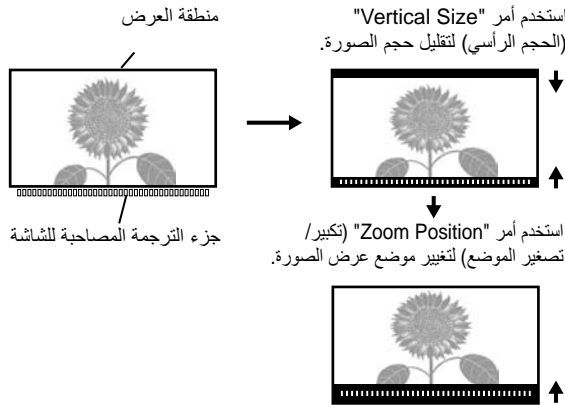 منطقة العرض
جزء الترجمة المصاحبة للشاشة
استخدم أمر "Vertical Size"
(الحجم الرأسي) لتقليل حجم الصورة.
استخدم أمر "Zoom Position" (تكبير/
تصغير الموضع) لتغيير موضع عرض الصورة.